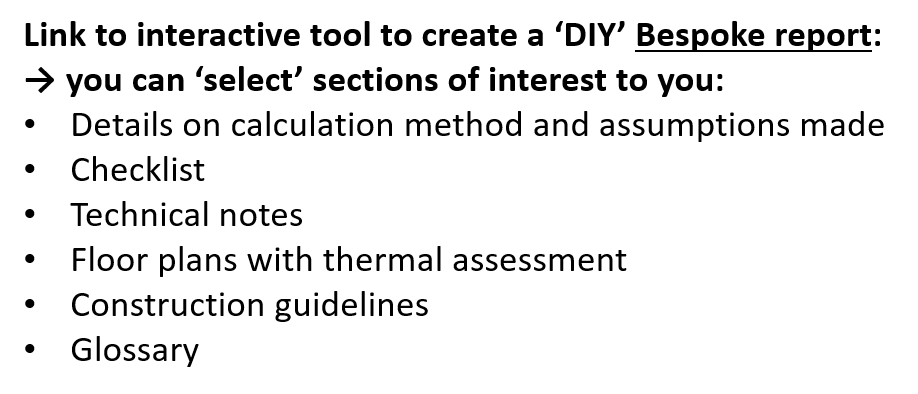 Link to interactive tool to create a ‘DIY’ Bespoke report:
→ you can ‘select’ sections of interest to you:
• Details on calculation method and assumptions made
• Checklist
• Technical notes
• Floor plans with thermal assessment
• Construction guidelines
• Glossary